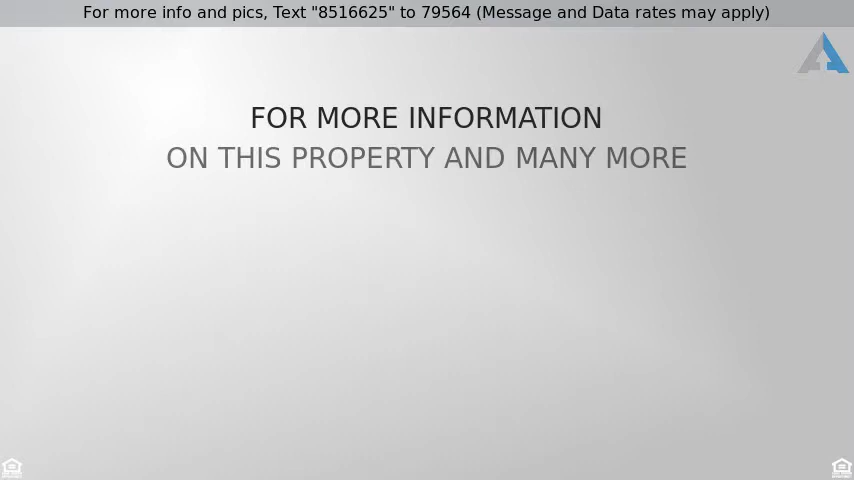 For more info and pics, Text "8516625" to 79564 (Message and Data rates may apply)
FOR MORE INFORMATION
ON THIS PROPERTY AND MANY MORE